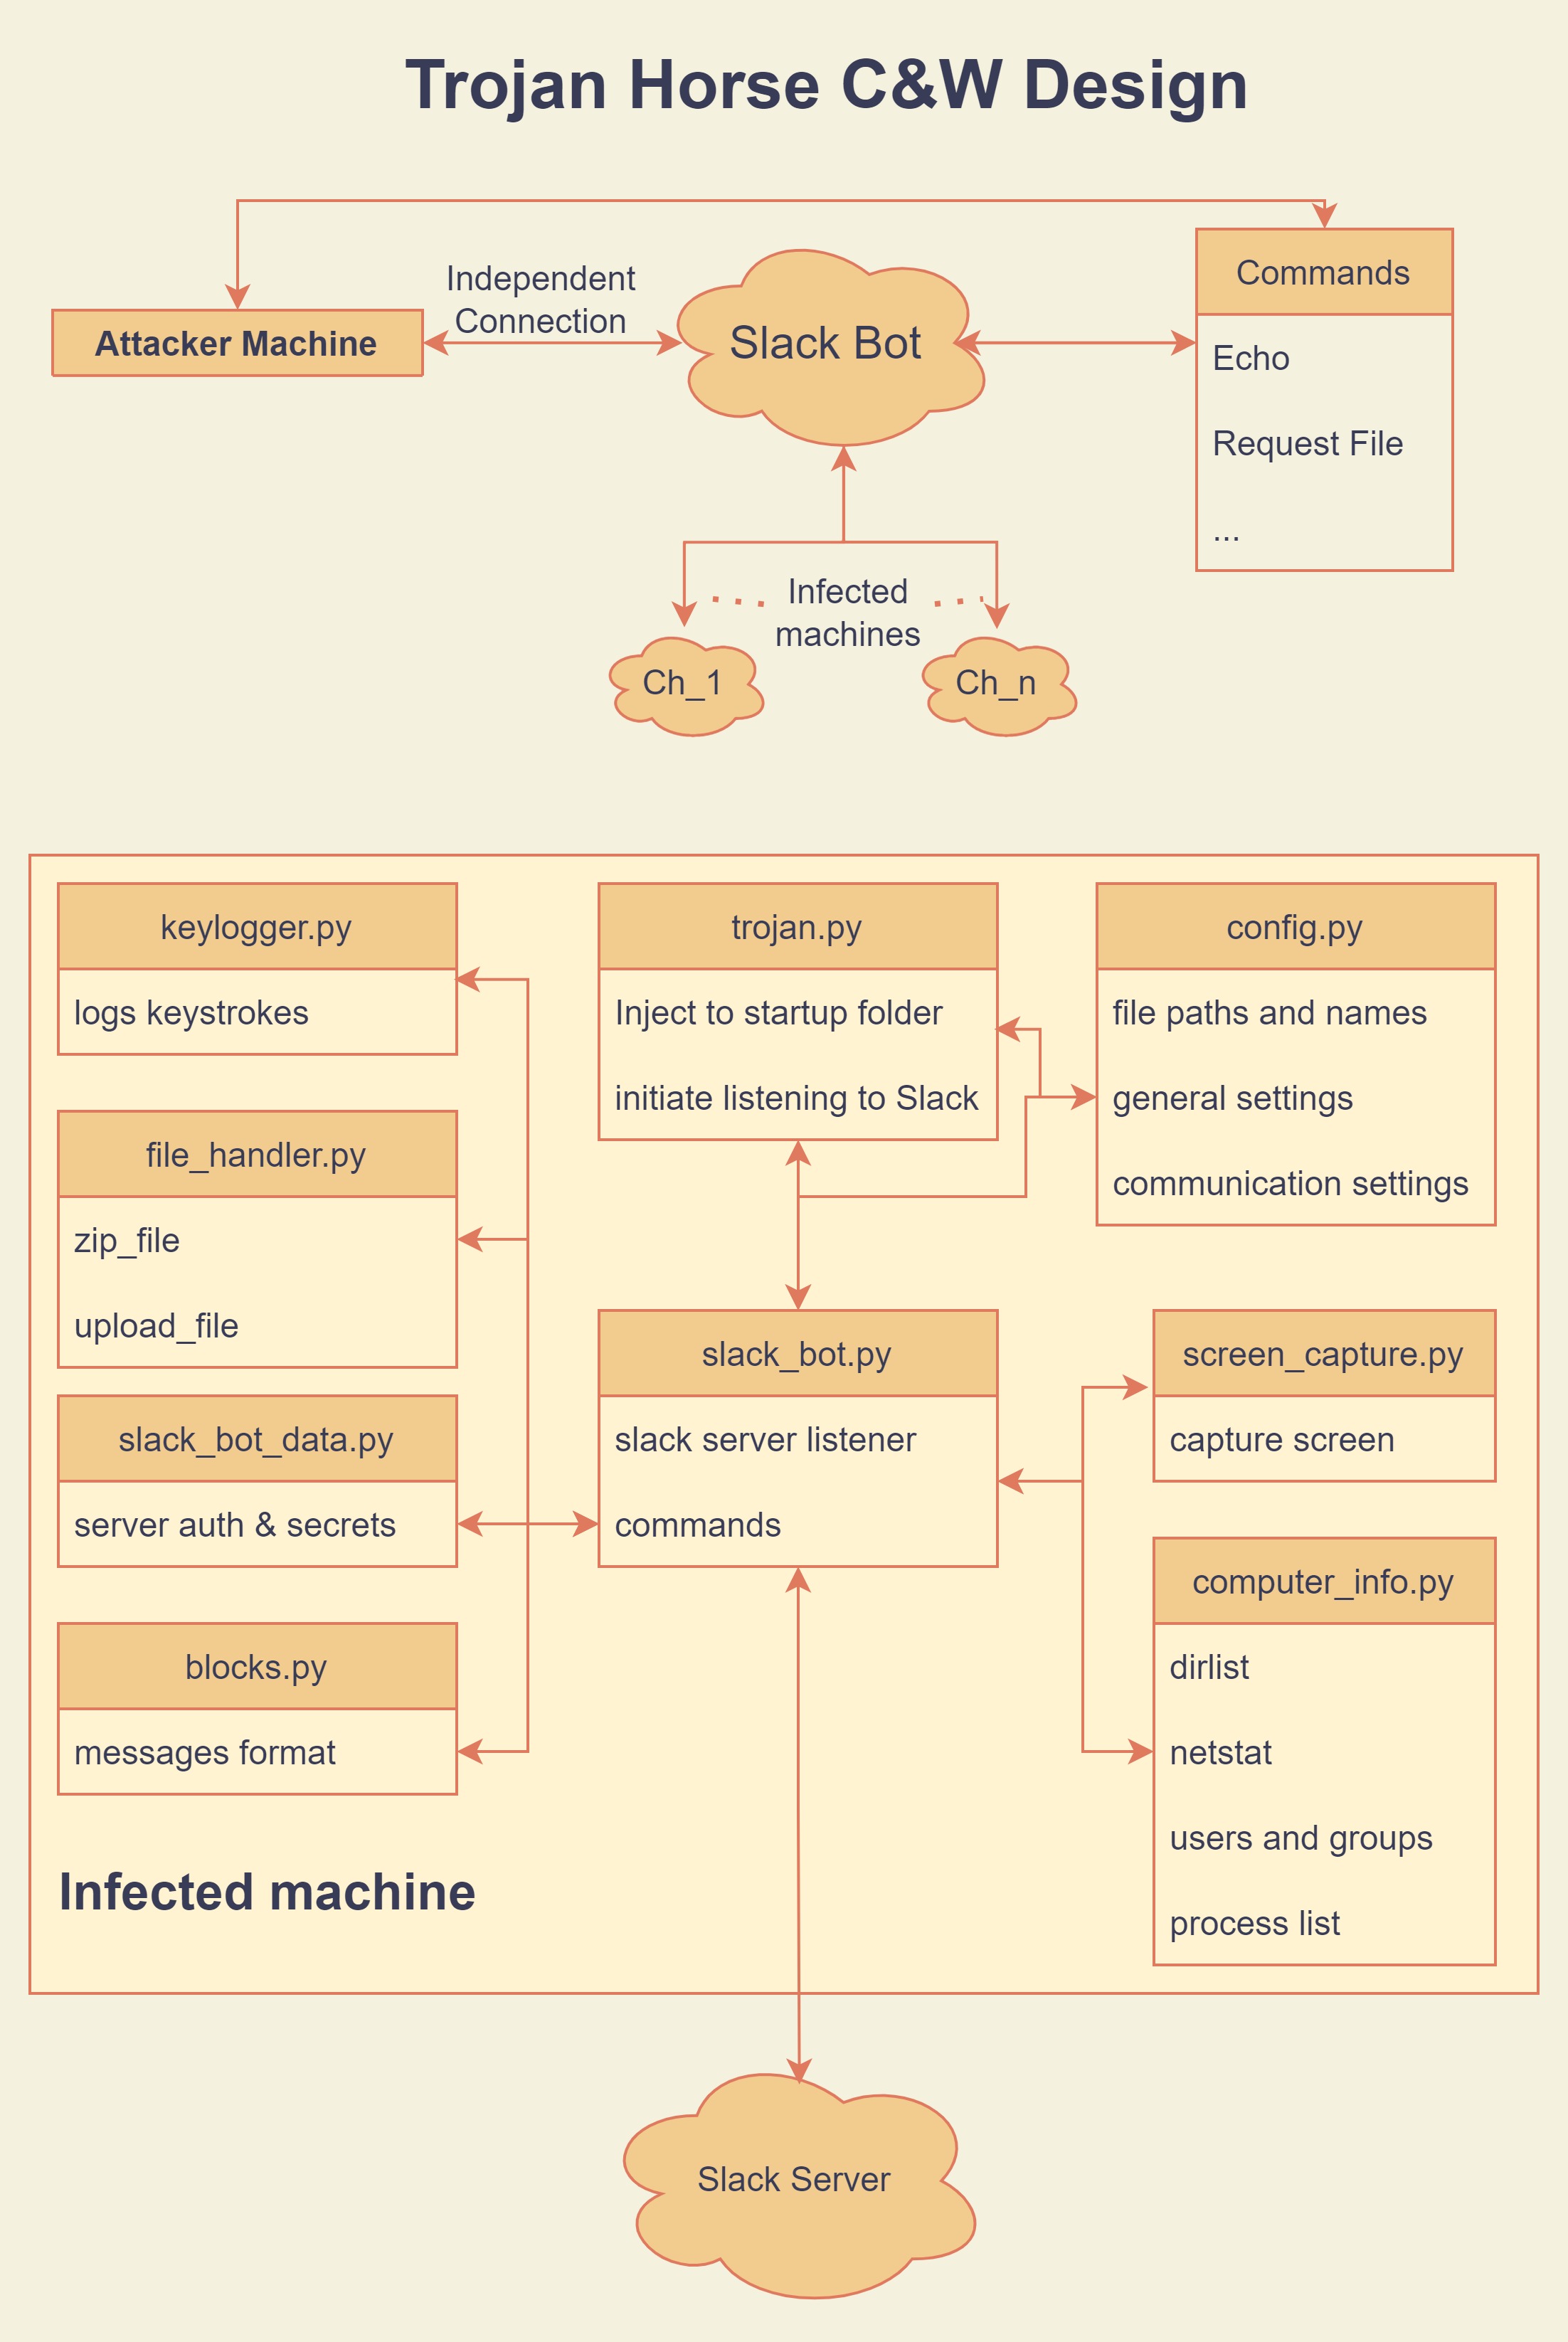 Trojan Horse C&W Design
Independent
Connection
Attacker Machine
Slack Bot
Commands
Echo
Request File
...
Infected
machines
Ch_1
Ch_n
keylogger.py
logs keystrokes
trojan.py
Inject to startup folder
initiate listening to Slack
config.py
file paths and names
general settings
communication settings
file_handler.py
zip_file
upload_file
slack_bot_data.py
server auth & secrets
slack_bot.py
slack server listener
commands
screen_capture.py
capture screen
blocks.py
messages format
computer_info.py
dirlist
netstat
users and groups
process list
Infected machine
Slack Server